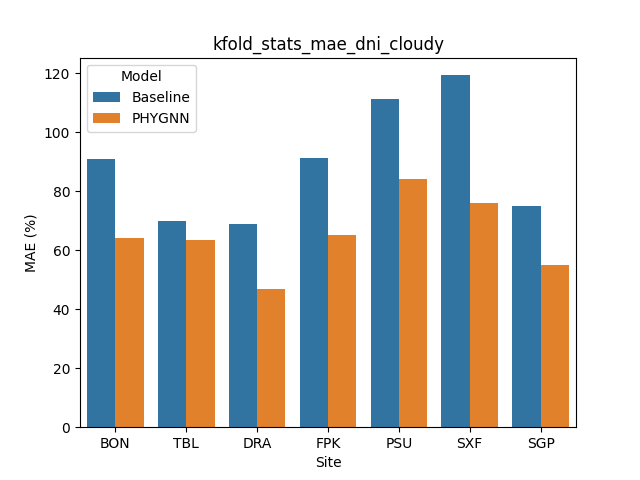 kfold_stats_mae_dni_cloudy
Model
Baseline
PHYGNN
MAE (%)
120
100
80
60
40
20
0
BON TBL DRA FPK PSU SXF SGP
Site